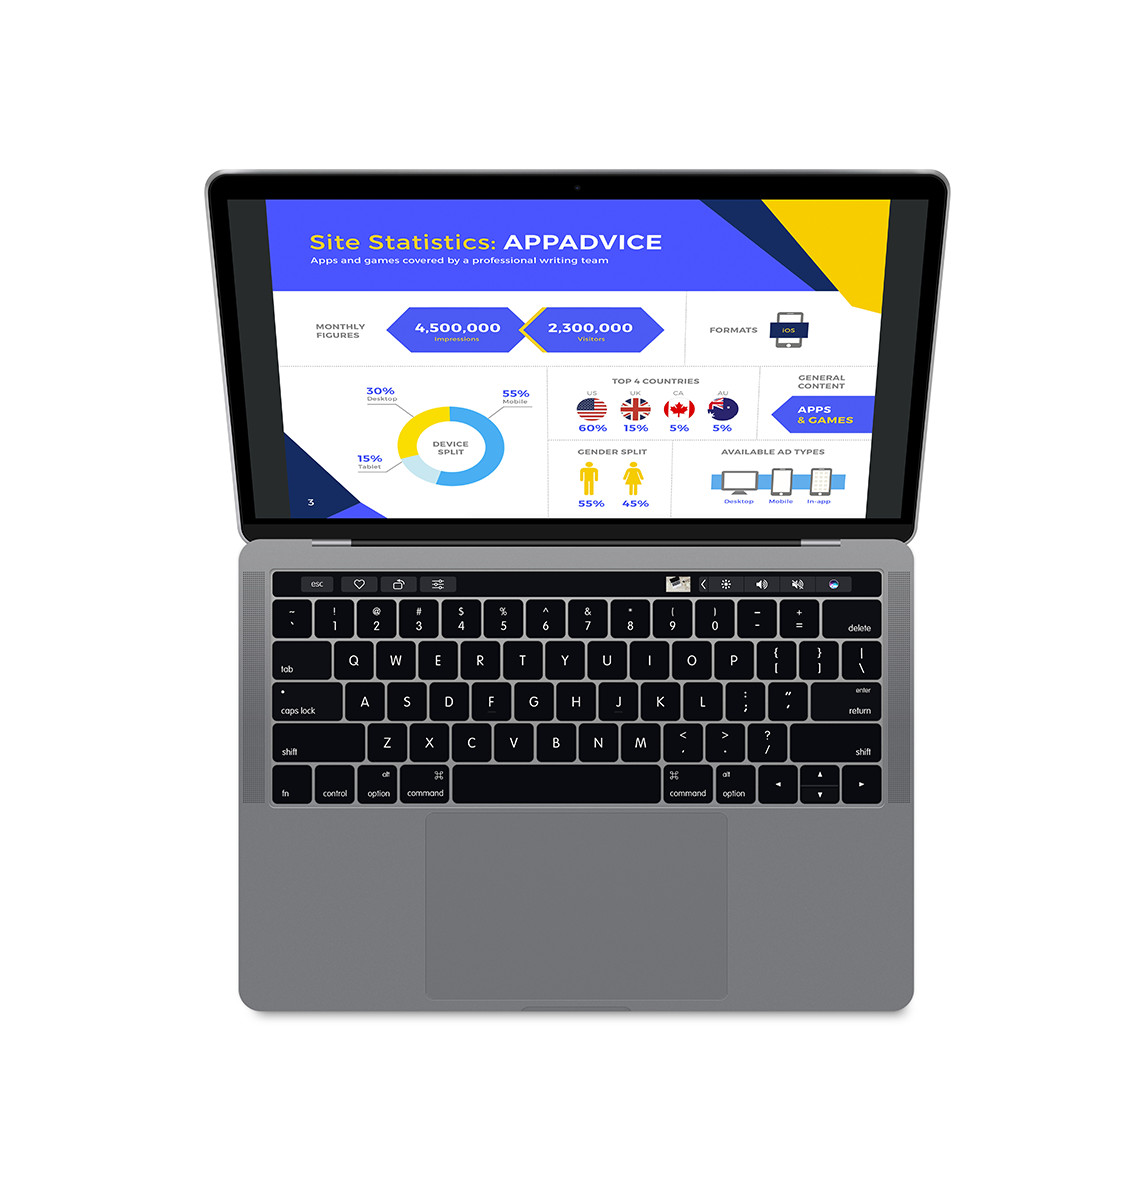 Site Statistics: APPADVICE
Apps and games covered by a professional writing team
MONTHLY
FIGURES
4,500,000
Impressions
2,300,000
Visitors
FORMATS
iOS
30%
Desktop
55%
Mobile
DEVICE
SPLIT
15%
Tablet
TOP 4 COUNTRIES
US UK CA AU
60% 15% 5% 5%
GENERAL
CONTENT
APPS
& GAMES
GENDER SPLIT
55% 45%
AVAILABLE AD TYPES
Desktop Mobile In-app
3
esc
~ ! @ # $ % ^ & * ( ) – +
` 1 2 3 4 5 6 7 8 9 0 - = delete
tab Q W E R T Y U I O P { [ } ] | \
caps lock A S D F G H J K L : ; " ' enter return
shift Z X C V B N M < , > . ? / shift
fn control alt option ⌘ command ⌘ command alt option ◄ ▲ ▼ ►